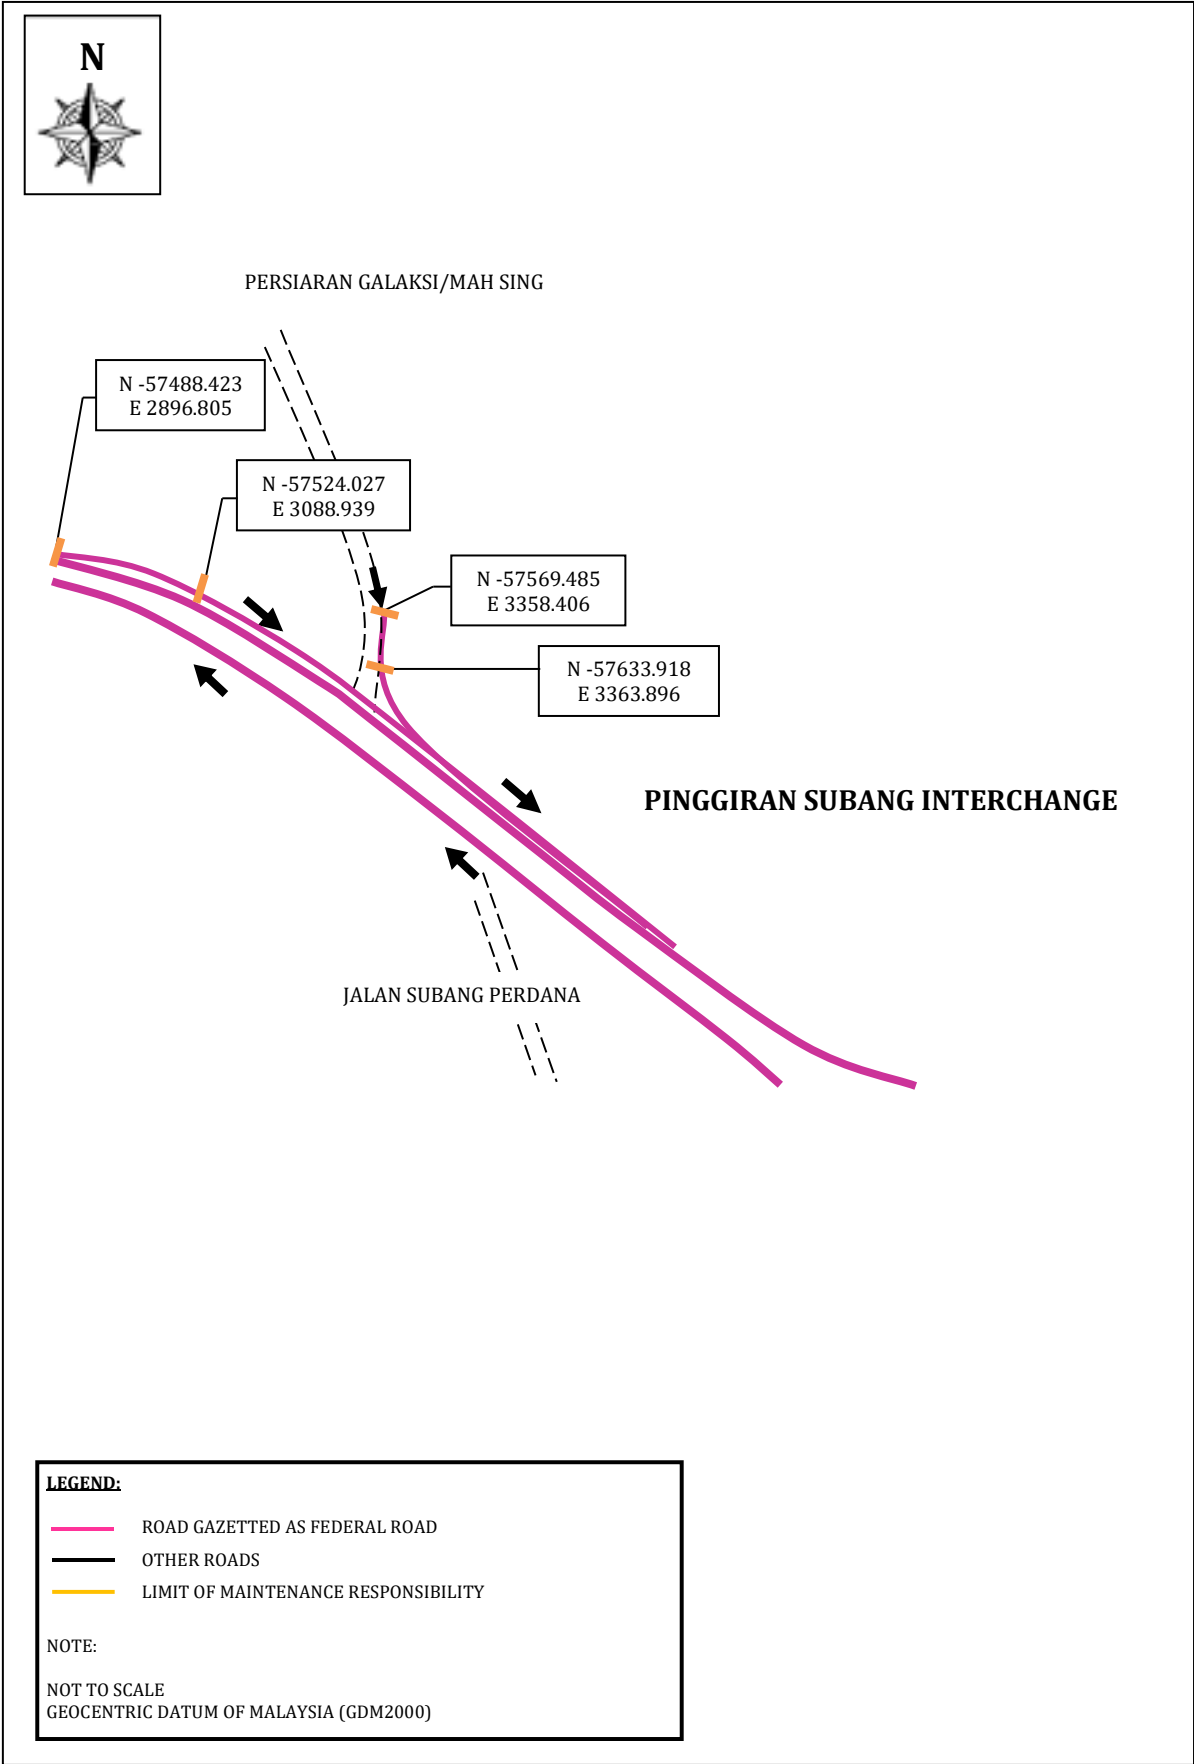 N
PERSIARAN GALAKSI/MAH SING
N -57488.423
E 2896.805
N -57524.027
E 3088.939
N -57569.485
E 3358.406
N -57633.918
E 3363.896
PINGGIRAN SUBANG INTERCHANGE
JALAN SUBANG PERDANA
LEGEND:
ROAD GAZETTED AS FEDERAL ROAD
OTHER ROADS
LIMIT OF MAINTENANCE RESPONSIBILITY
NOTE:
NOT TO SCALE
GEOCENTRIC DATUM OF MALAYSIA (GDM2000)